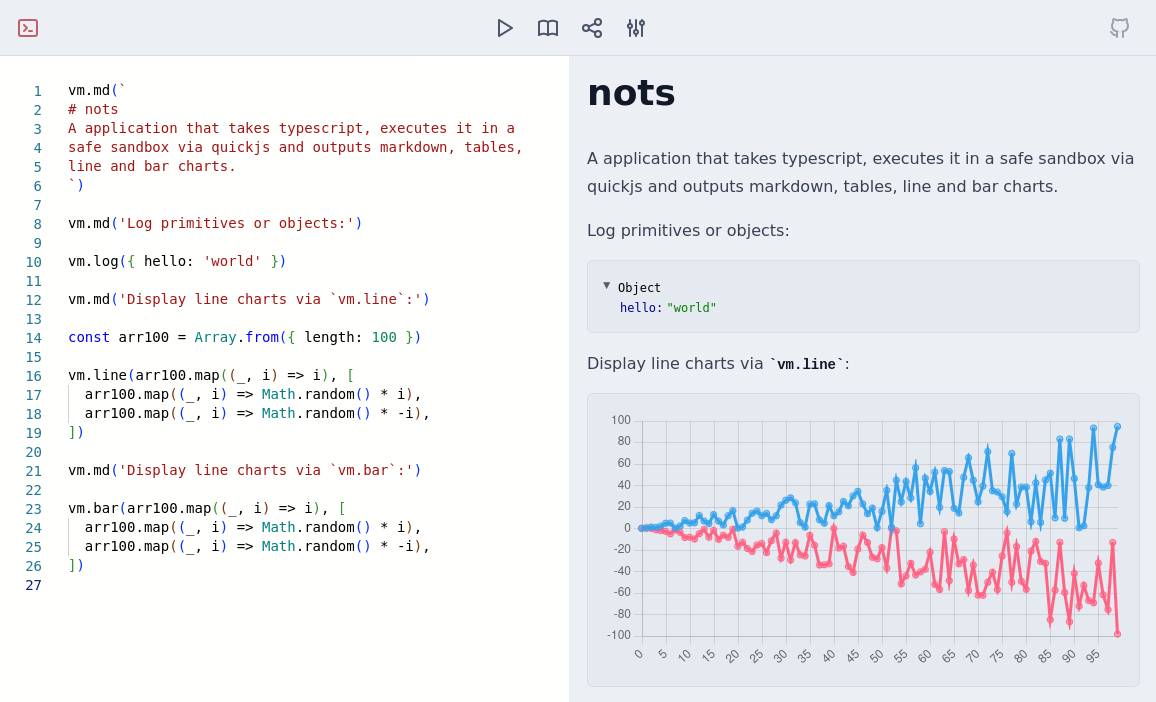 1 vm.md(`
2 # nots
3 A application that takes typescript, executes it in a
4 safe sandbox via quickjs and outputs markdown, tables,
5 line and bar charts.
6 `)
7
8 vm.md('Log primitives or objects:')
9
10 vm.log({ hello: 'world' })
11
12 vm.md('Display line charts via `vm.line`:')
13
14 const arr100 = Array.from({ length: 100 })
15
16 vm.line(arr100.map((_, i) => i), [
17   arr100.map((_, i) => Math.random() * i),
18   arr100.map((_, i) => Math.random() * -i),
19 ])
20
21 vm.md('Display line charts via `vm.bar`:')
22
23 vm.bar(arr100.map((_, i) => i), [
24   arr100.map((_, i) => Math.random() * i),
25   arr100.map((_, i) => Math.random() * -i),
26 ])
27
nots
A application that takes typescript, executes it in a safe sandbox via
quickjs and outputs markdown, tables, line and bar charts.
Log primitives or objects:
▼ Object
hello: "world"
Display line charts via `vm.line`:
100
80
60
40
20
0
-20
-40
-60
-80
-100
0 5 10 15 20 25 30 35 40 45 50 55 60 65 70 75 80 85 90 95